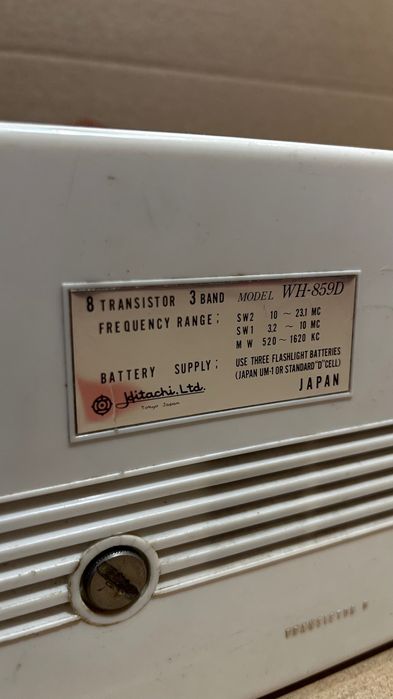 8 TRANSISTOR 3 BAND MODEL WH-859D
FREQUENCY RANGE; SW2 10 ~ 23.1 MC
SW1 3.2 ~ 10 MC
MW 520~1620 KC
BATTERY SUPPLY; USE THREE FLASHLIGHT BATTERIES
(JAPAN UM-1 OR STANDARD "D" CELL)
Hitachi, Ltd. JAPAN
Tokyo Japan
TRANSISTOR